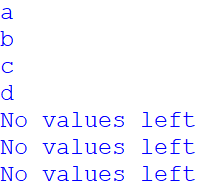 a
b
c
d
No values left
No values left
No values left